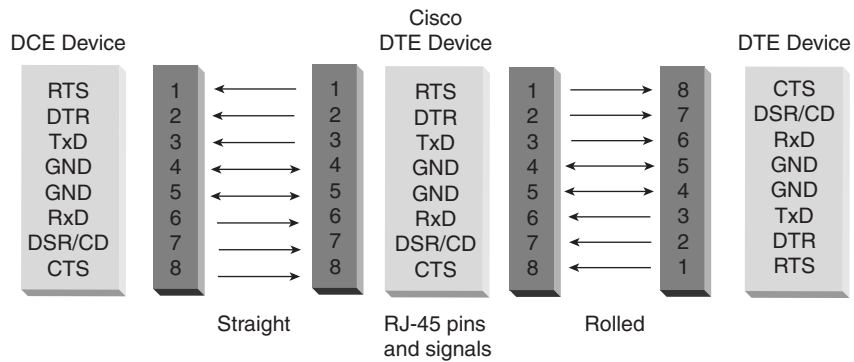 Cisco
DCE Device DTE Device DTE Device
RTS 1 1 RTS 1 8 CTS
DTR 2 2 DTR 2 7 DSR/CD
TxD 3 3 TxD 3 6 RxD
GND 4 4 GND 4 5 GND
GND 5 5 GND 5 4 GND
RxD 6 6 RxD 6 3 TxD
DSR/CD 7 7 DSR/CD 7 2 DTR
CTS 8 8 CTS 8 1 RTS
Straight RJ-45 pins Rolled
and signals